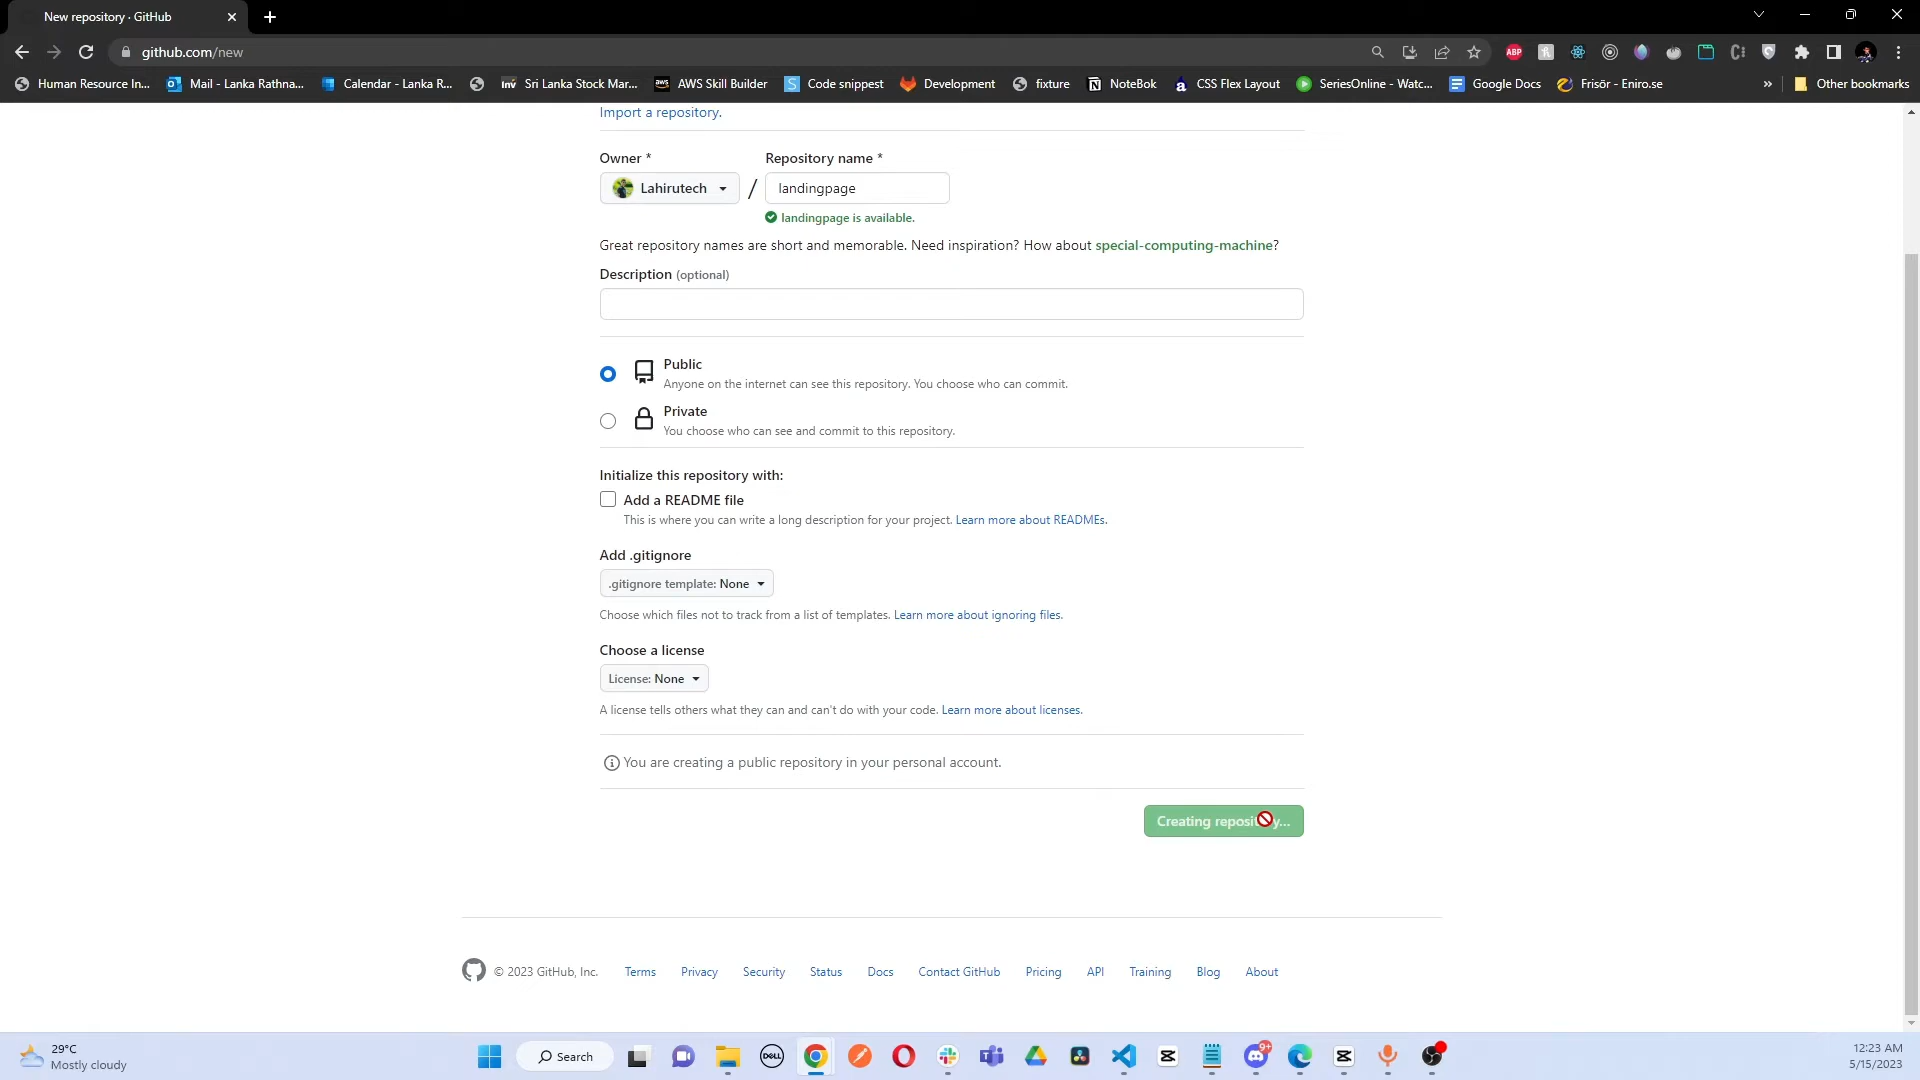 New repository · GitHub
github.com/new
ABP
Human Resource In...
Mail - Lanka Rathna...
Calendar - Lanka R...
inv Sri Lanka Stock Mar...
aws AWS Skill Builder
Code snippest
Development
fixture
NoteBok
CSS Flex Layout
SeriesOnline - Watc...
Google Docs
Frisör - Eniro.se
»
Other bookmarks
Import a repository.
Owner *
Repository name *
Lahirutech
/
landingpage
landingpage is available.
Great repository names are short and memorable. Need inspiration? How about special-computing-machine?
Description (optional)
Public
Anyone on the internet can see this repository. You choose who can commit.
Private
You choose who can see and commit to this repository.
Initialize this repository with:
Add a README file
This is where you can write a long description for your project. Learn more about READMEs.
Add .gitignore
.gitignore template: None
Choose which files not to track from a list of templates. Learn more about ignoring files.
Choose a license
License: None
A license tells others what they can and can't do with your code. Learn more about licenses.
You are creating a public repository in your personal account.
Creating repository...
© 2023 GitHub, Inc.
Terms
Privacy
Security
Status
Docs
Contact GitHub
Pricing
API
Training
Blog
About
29°C
Mostly cloudy
Search
DELL
9+
12:23 AM
5/15/2023